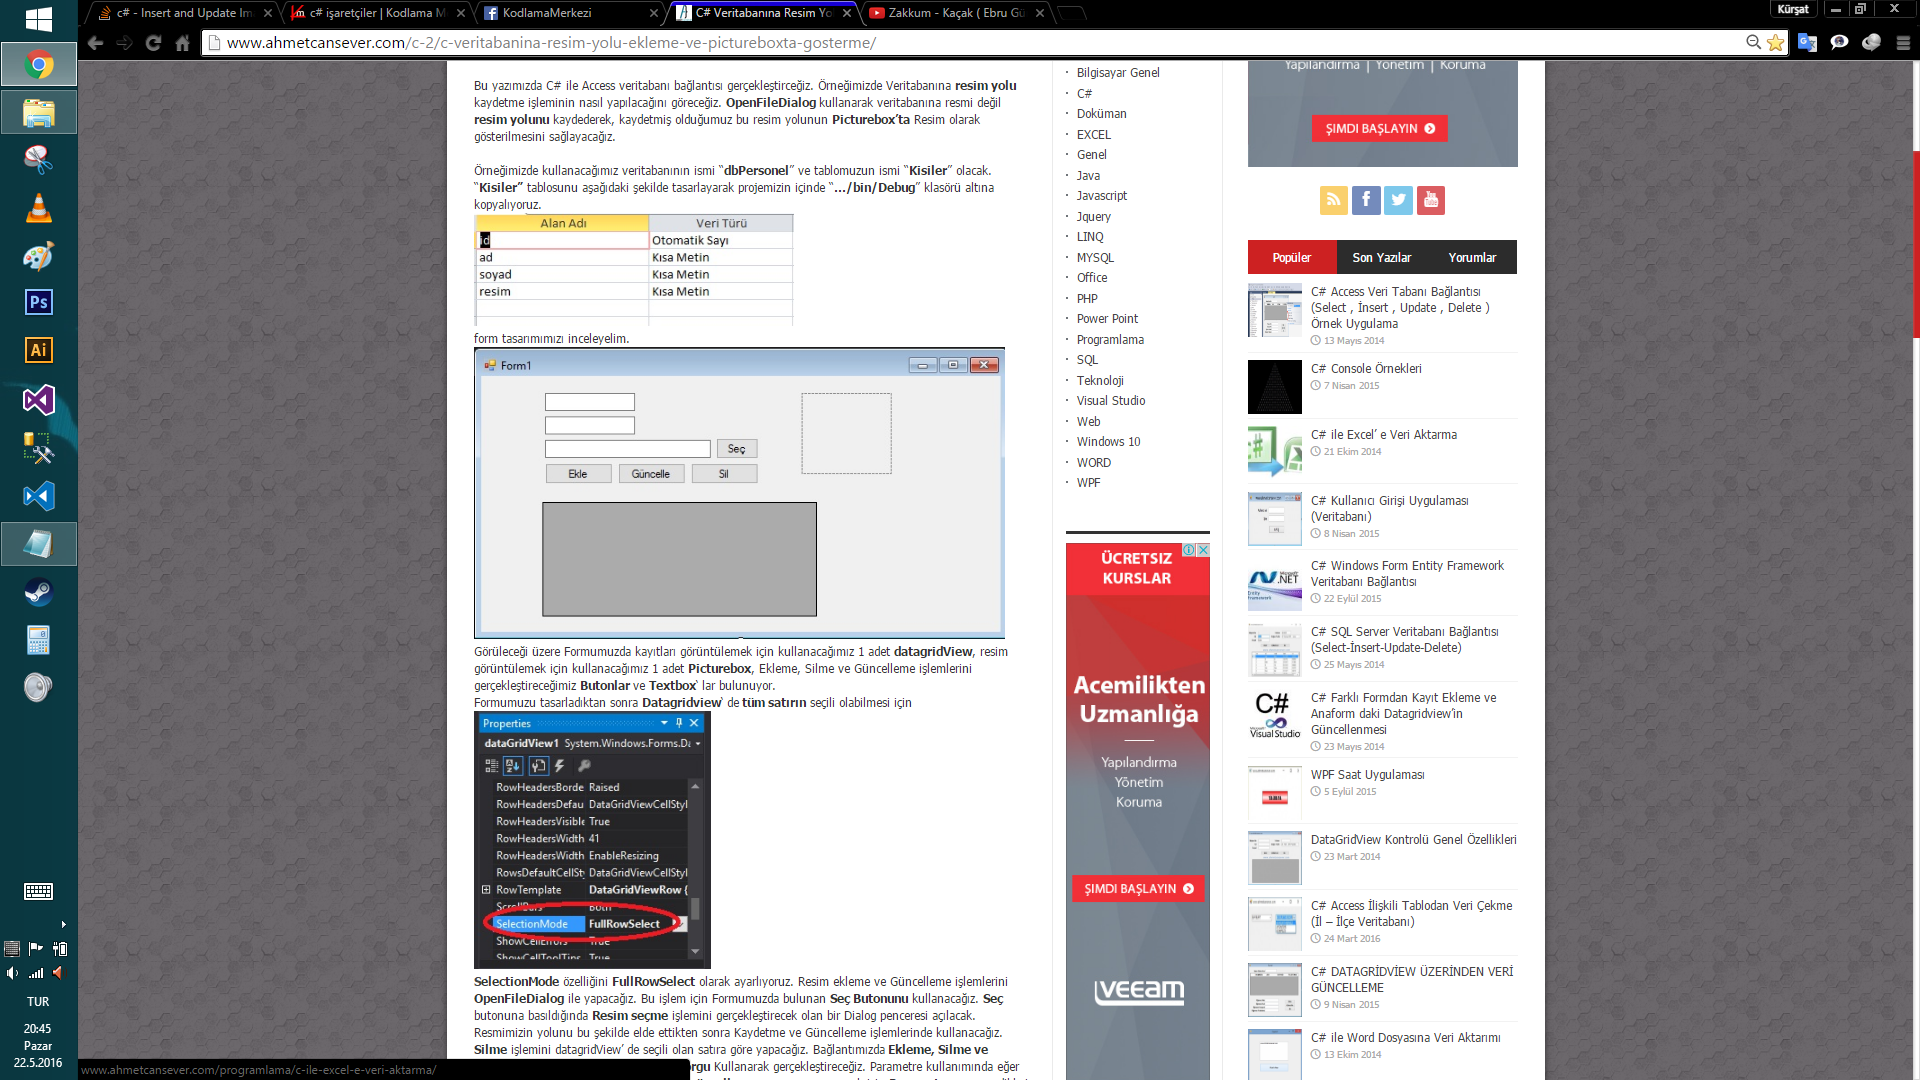 c# - Insert and Update Im
c# işaretçiler | Kodlama M
KodlamaMerkezi
C# Veritabanına Resim Yo
Zakkum - Kaçak ( Ebru Gü
Kürşat
www.ahmetcansever.com/c-2/c-veritabanina-resim-yolu-ekleme-ve-pictureboxta-gosterme/
Bu yazımızda C# ile Access veritabanı bağlantısı gerçekleştirceğiz. Örneğimizde Veritabanına resim yolu
kaydetme işleminin nasıl yapılacağını göreceğiz. OpenFileDialog kullanarak veritabanına resmi değil
resim yolunu kaydederek, kaydetmiş olduğumuz bu resim yolunun Picturebox’ta Resim olarak
gösterilmesini sağlayacağız.
Örneğimizde kullanacağımız veritabanının ismi “dbPersonel” ve tablomuzun ismi “Kisiler” olacak.
“Kisiler” tablosunu aşağıdaki şekilde tasarlayarak projemizin içinde “…/bin/Debug” klasörü altına
kopyalıyoruz.
Alan Adı Veri Türü
id Otomatik Sayı
ad Kısa Metin
soyad Kısa Metin
resim Kısa Metin
form tasarımımızı inceleyelim.
Form1
Seç
Ekle Güncelle Sil
Görüleceği üzere Formumuzda kayıtları görüntülemek için kullanacağımız 1 adet datagridView, resim
görüntülemek için kullanacağımız 1 adet Picturebox, Ekleme, Silme ve Güncelleme işlemlerini
gerçekleştireceğimiz Butonlar ve Textbox‘ lar bulunuyor.
Formumuzu tasarladıktan sonra Datagridview‘ de tüm satırın seçili olabilmesi için
Properties
dataGridView1 System.Windows.Forms.Da
RowHeadersBorde Raised
RowHeadersDefau DataGridViewCellStyl
RowHeadersVisible True
RowHeadersWidth 41
RowHeadersWidth EnableResizing
RowsDefaultCellSty DataGridViewCellStyl
RowTemplate DataGridViewRow {
ScrollBars Both
SelectionMode FullRowSelect
ShowCellErrors True
ShowCellToolTips True
SelectionMode özelliğini FullRowSelect olarak ayarlıyoruz. Resim ekleme ve Güncelleme işlemlerini
OpenFileDialog ile yapacağız. Bu işlem için Formumuzda bulunan Seç Butonunu kullanacağız. Seç
butonuna basıldığında Resim seçme işlemini gerçekleştirecek olan bir Dialog penceresi açılacak.
Resmimizin yolunu bu şekilde elde ettikten sonra Kaydetme ve Güncelleme işlemlerinde kullanacağız.
Silme işlemini datagridView’ de seçili olan satıra göre yapacağız. Bağlantımızda Ekleme, Silme ve
orgu Kullanarak gerçekleştireceğiz. Parametre kullanımında eğer
Bilgisayar Genel
C#
Doküman
EXCEL
Genel
Java
Javascript
Jquery
LINQ
MYSQL
Office
PHP
Power Point
Programlama
SQL
Teknoloji
Visual Studio
Web
Windows 10
WORD
WPF
ÜCRETSIZ
KURSLAR
Acemilikten
Uzmanlığa
Yapılandırma
Yönetim
Koruma
ŞIMDI BAŞLAYIN
veeam
Yapılandırma | Yönetim | Koruma
ŞIMDI BAŞLAYIN
You Tube
Popüler Son Yazılar Yorumlar
C# Access Veri Tabanı Bağlantısı
(Select , İnsert , Update , Delete )
Örnek Uygulama
13 Mayıs 2014
C# Console Örnekleri
7 Nisan 2015
C# ile Excel’ e Veri Aktarma
21 Ekim 2014
C# Kullanıcı Girişi Uygulaması
(Veritabanı)
8 Nisan 2015
.NET
C# Windows Form Entity Framework
Veritabanı Bağlantısı
22 Eylül 2015
C# SQL Server Veritabanı Bağlantısı
(Select-İnsert-Update-Delete)
25 Mayıs 2014
C#
Visual Studio
C# Farklı Formdan Kayıt Ekleme ve
Anaform daki Datagridview’in
Güncellenmesi
23 Mayıs 2014
WPF Saat Uygulaması
5 Eylül 2015
DataGridView Kontrolü Genel Özellikleri
23 Mart 2014
C# Access İlişkili Tablodan Veri Çekme
(İl – İlçe Veritabanı)
24 Mart 2016
C# DATAGRİDVİEW ÜZERİNDEN VERİ
GÜNCELLEME
9 Nisan 2015
C# ile Word Dosyasına Veri Aktarımı
13 Ekim 2014
Ps
Ai
TUR
20:45
Pazar
22.5.2016
www.ahmetcansever.com/programlama/c-ile-excel-e-veri-aktarma/